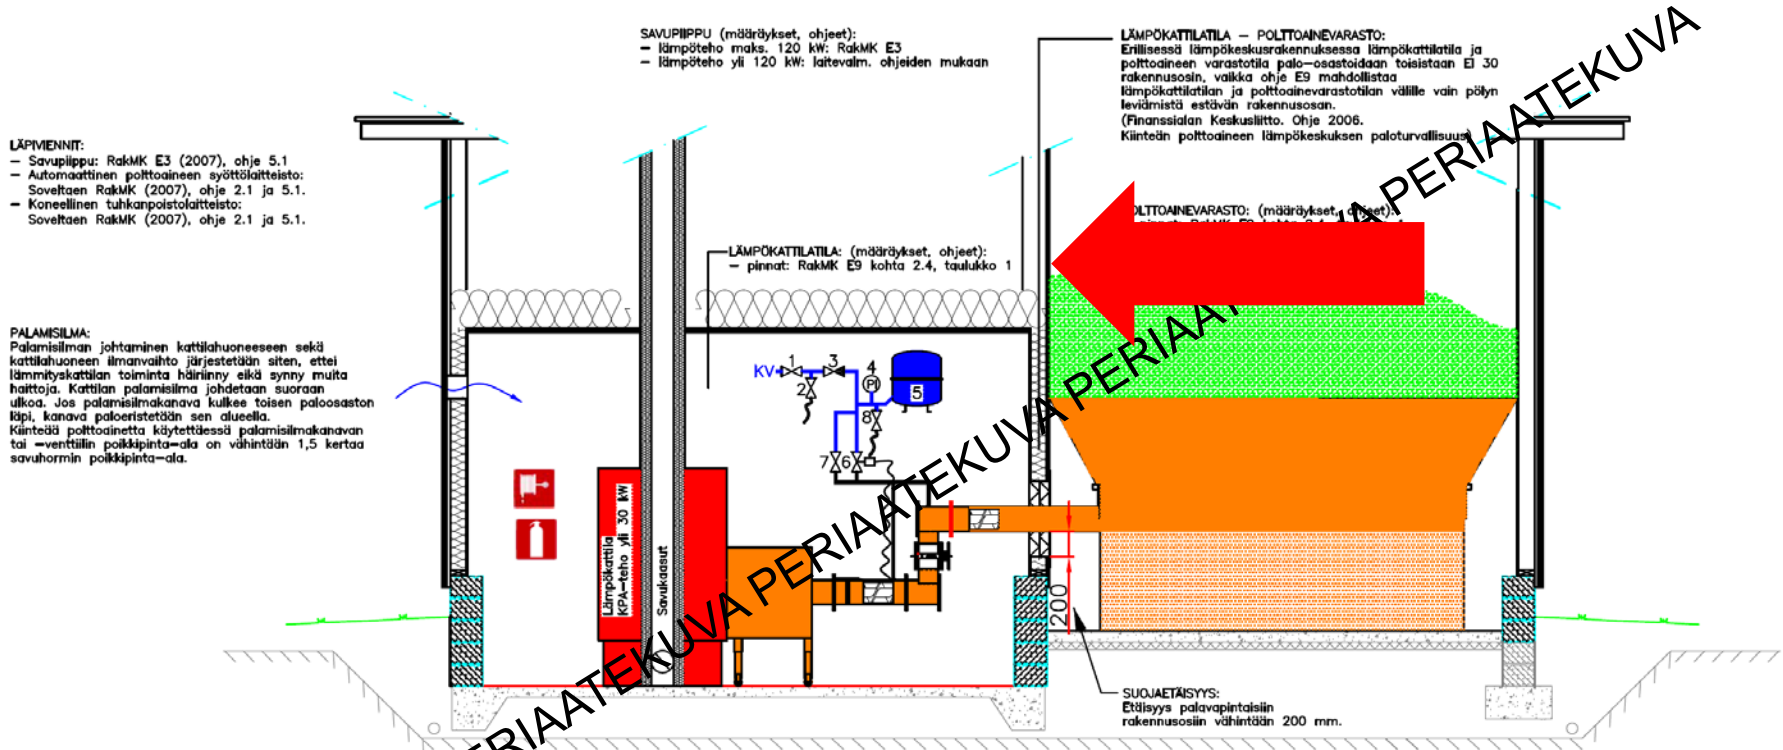 SAVUPIIPPU (määräykset, ohjeet):
– lämpöteho maks. 120 kW: RakMK E3
– lämpöteho yli 120 kW: laitevalm. ohjeiden mukaan
LÄMPÖKATTILATILA – POLTTOAINEVARASTO:
Erillisessä lämpökeskusrakennuksessa lämpökattilatila ja
polttoaineen varastotila palo–osastoidaan toisistaan EI 30
rakennusosin, vaikka ohje E9 mahdollistaa
lämpökattilatilan ja polttoainevarastotilan välille vain pölyn
leviämistä estävän rakennusosan.
(Finanssialan Keskusliitto. Ohje 2006.
Kiinteän polttoaineen lämpökeskuksen paloturvallisuus)
LÄPIVIENNIT:
– Savupiippu: RakMK E3 (2007), ohje 5.1
– Automaattinen polttoaineen syöttölaitteisto:
Soveltaen RakMK (2007), ohje 2.1 ja 5.1.
– Koneellinen tuhkanpoistolaitteisto:
Soveltaen RakMK (2007), ohje 2.1 ja 5.1.
(määräykset, ohjeet):
LÄMPÖKATTILATILA: (määräykset, ohjeet):
– pinnat: RakMK E9 kohta 2.4, taulukko 1
PALAMISILMA:
Palamisilman johtaminen kattilahuoneeseen sekä
kattilahuoneen ilmanvaihto järjestetään siten, ettei
lämmityskattilan toiminta häiriinny eikä synny muita
haittoja. Kattilan palamisilma johdetaan suoraan
ulkoa. Jos palamisilmakanava kulkee toisen paloosaston
läpi, kanava paloeristetään sen alueella.
Kiinteää polttoainetta käytettäessä palamisilmakanavan
tai –venttiilin poikkipinta–ala on vähintään 1,5 kertaa
savuhormin poikkipinta–ala.
KV
1
3
4
2
PI
5
8
7
6
Lämpökattila
KPA–teho yli 30 kW
Savukaasut
200
SUOJAETÄISYYS:
Etäisyys palavapintaisiin
rakennusosiin vähintään 200 mm.
PERIAATEKUVA PERIAATEKUVA PERIAATEKUVA PERIAATEKUVA